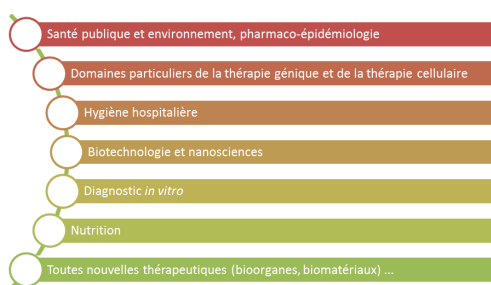 Santé publique et environnement, pharmaco-épidémiologie
Domaines particuliers de la thérapie génique et de la thérapie cellulaire
Hygiène hospitalière
Biotechnologie et nanosciences
Diagnostic in vitro
Nutrition
Toutes nouvelles thérapeutiques (bioorganes, biomatériaux) ...